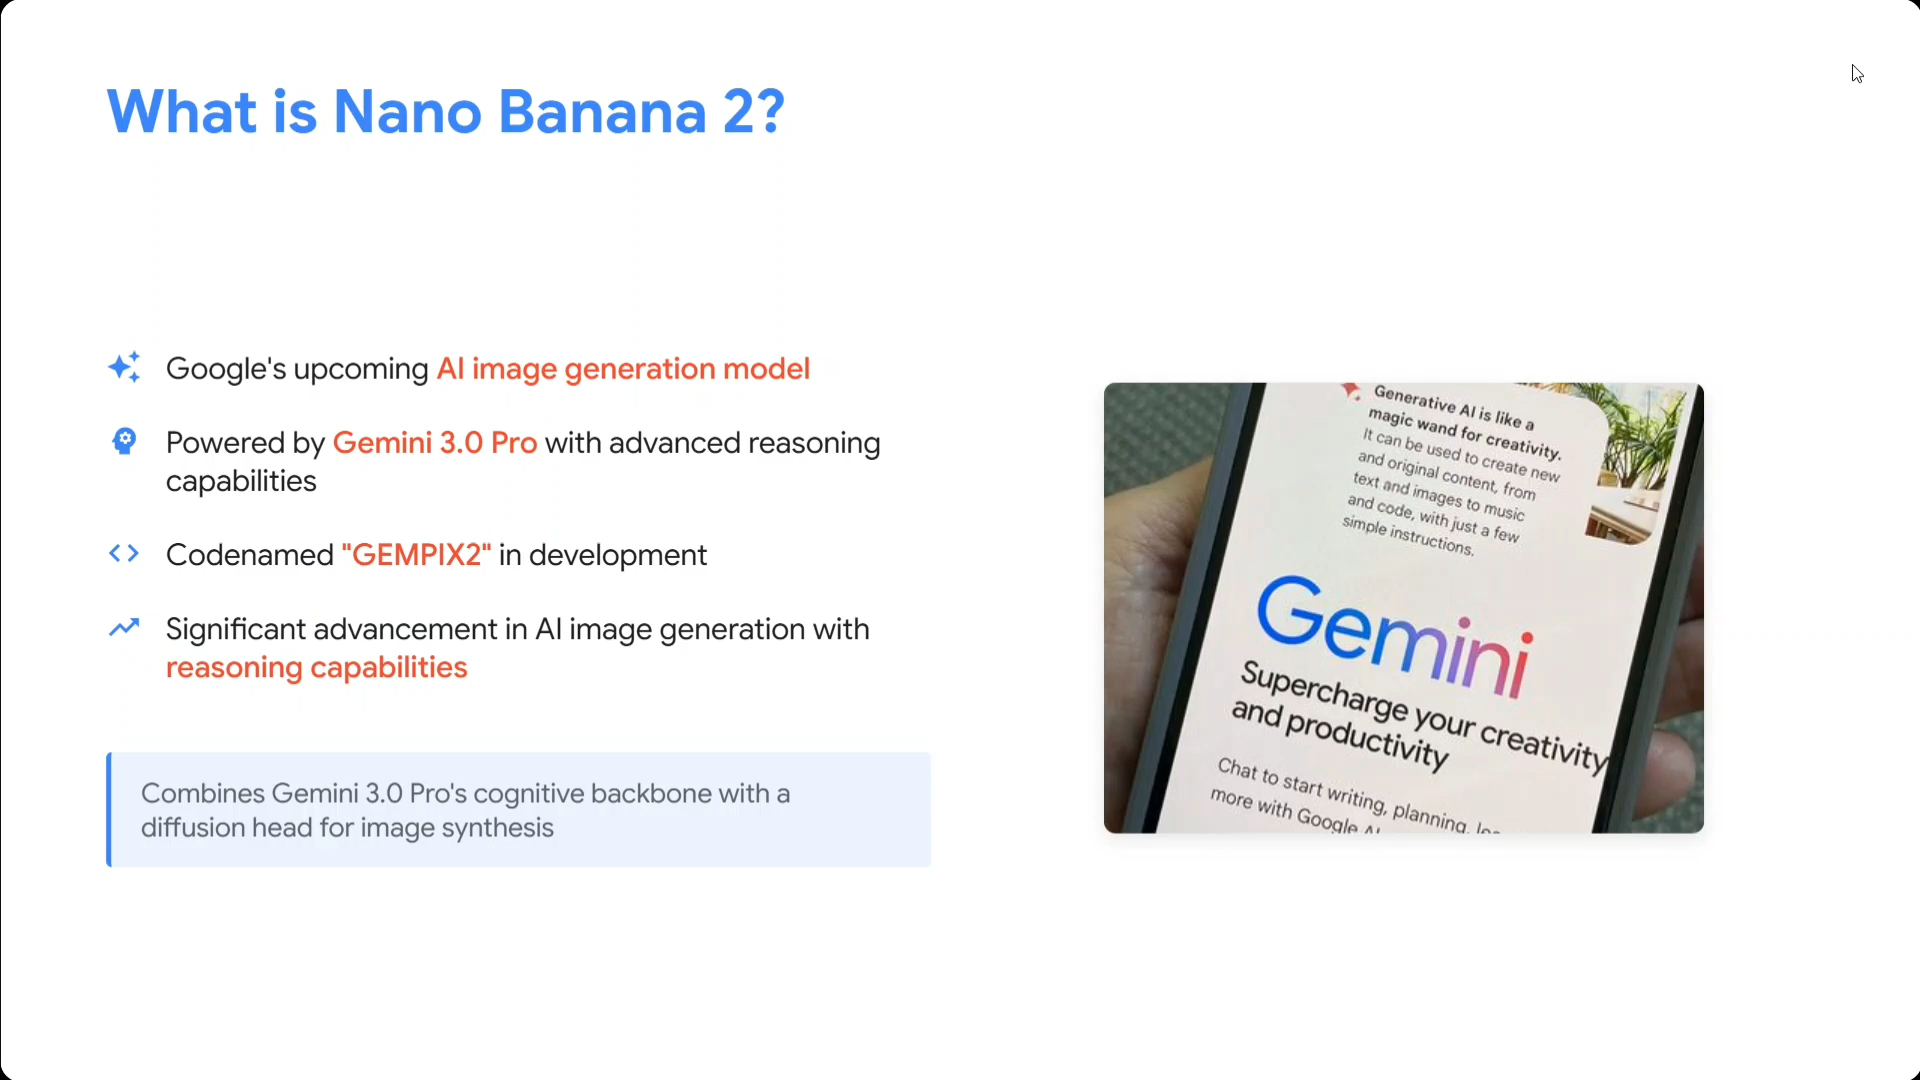 What is Nano Banana 2?
Google's upcoming AI image generation model
Powered by Gemini 3.0 Pro with advanced reasoning
capabilities
Codenamed "GEMPIX2" in development
Significant advancement in AI image generation with
reasoning capabilities
Combines Gemini 3.0 Pro's cognitive backbone with a
diffusion head for image synthesis
Generative AI is like a
magic wand for creativity.
It can be used to create new
and original content, from
text and images to music
and code, with just a few
simple instructions.
Gemini
Supercharge your creativity
and productivity
Chat to start writing, planning,
more with Google